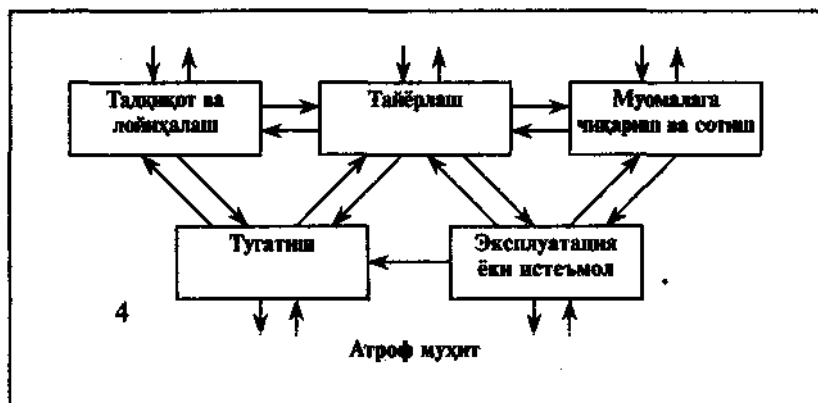 Тадқиқот ва
лойиҳалаш
Тайёрлаш
Муомалага
чиқариш ва сотиш
Тугатиш
Эксплуатация
ёки истеъмол
4
Атроф муҳит